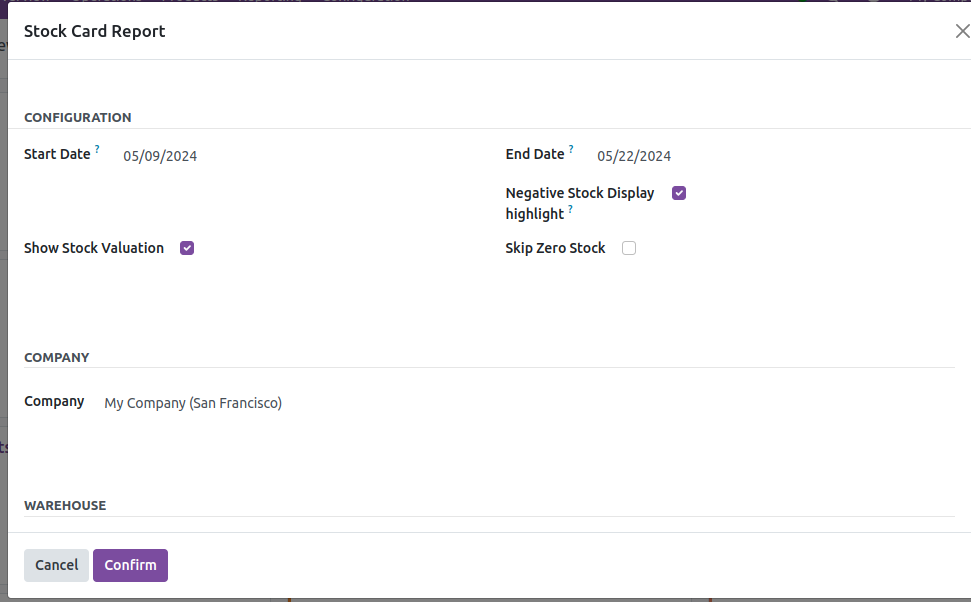 Stock Card Report
CONFIGURATION
Start Date ? 05/09/2024
End Date ? 05/22/2024
Negative Stock Display
highlight ?
Show Stock Valuation
Skip Zero Stock
COMPANY
Company My Company (San Francisco)
WAREHOUSE
Cancel Confirm